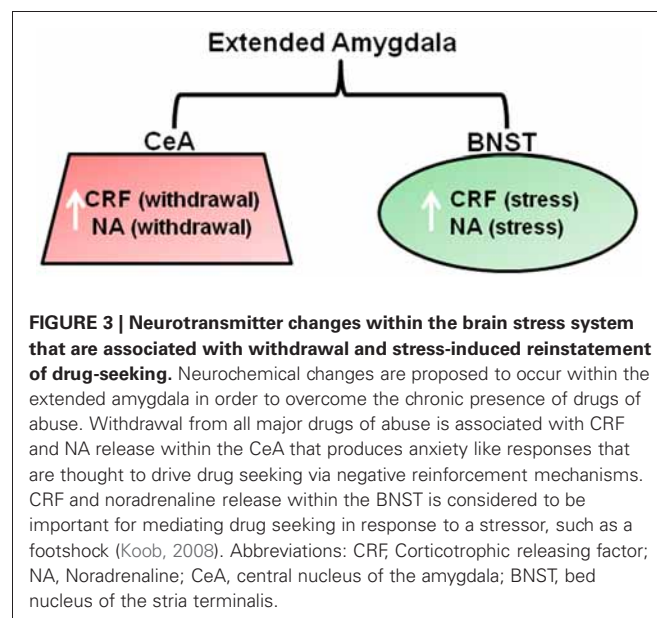 Extended Amygdala
CeA
BNST
CRF (withdrawal)
NA (withdrawal)
CRF (stress)
NA (stress)
FIGURE 3 | Neurotransmitter changes within the brain stress system
that are associated with withdrawal and stress-induced reinstatement
of drug-seeking. Neurochemical changes are proposed to occur within the
extended amygdala in order to overcome the chronic presence of drugs of
abuse. Withdrawal from all major drugs of abuse is associated with CRF
and NA release within the CeA that produces anxiety like responses that
are thought to drive drug seeking via negative reinforcement mechanisms.
CRF and noradrenaline release within the BNST is considered to be
important for mediating drug seeking in response to a stressor, such as a
footshock (Koob, 2008). Abbreviations: CRF, Corticotrophic releasing factor;
NA, Noradrenaline; CeA, central nucleus of the amygdala; BNST, bed
nucleus of the stria terminalis.